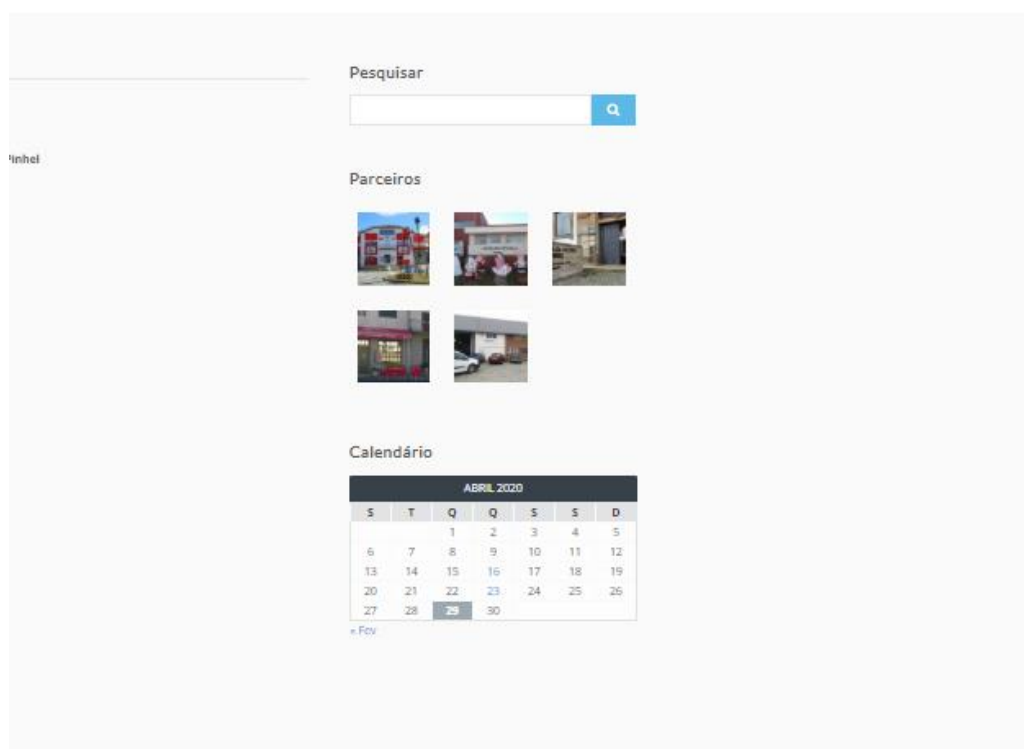 Pesquisar
Pinhel
Parceiros
Calendário
ABRIL 2020
S T Q Q S S D
1 2 3 4 5
6 7 8 9 10 11 12
13 14 15 16 17 18 19
20 21 22 23 24 25 26
27 28 29 30
« Fev